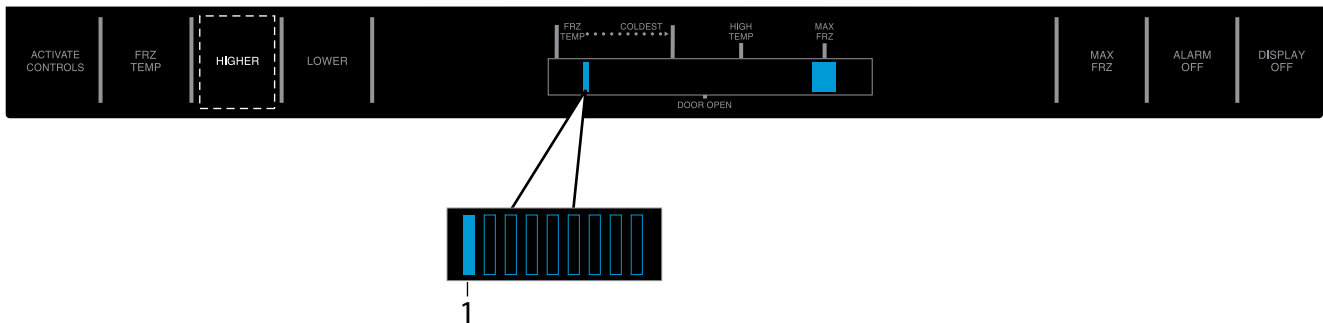 ACTIVATE
CONTROLS
FRZ
TEMP
HIGHER
LOWER
FRZ
TEMP
COLDEST
HIGH
TEMP
MAX
FRZ
DOOR OPEN
MAX
FRZ
ALARM
OFF
DISPLAY
OFF
1